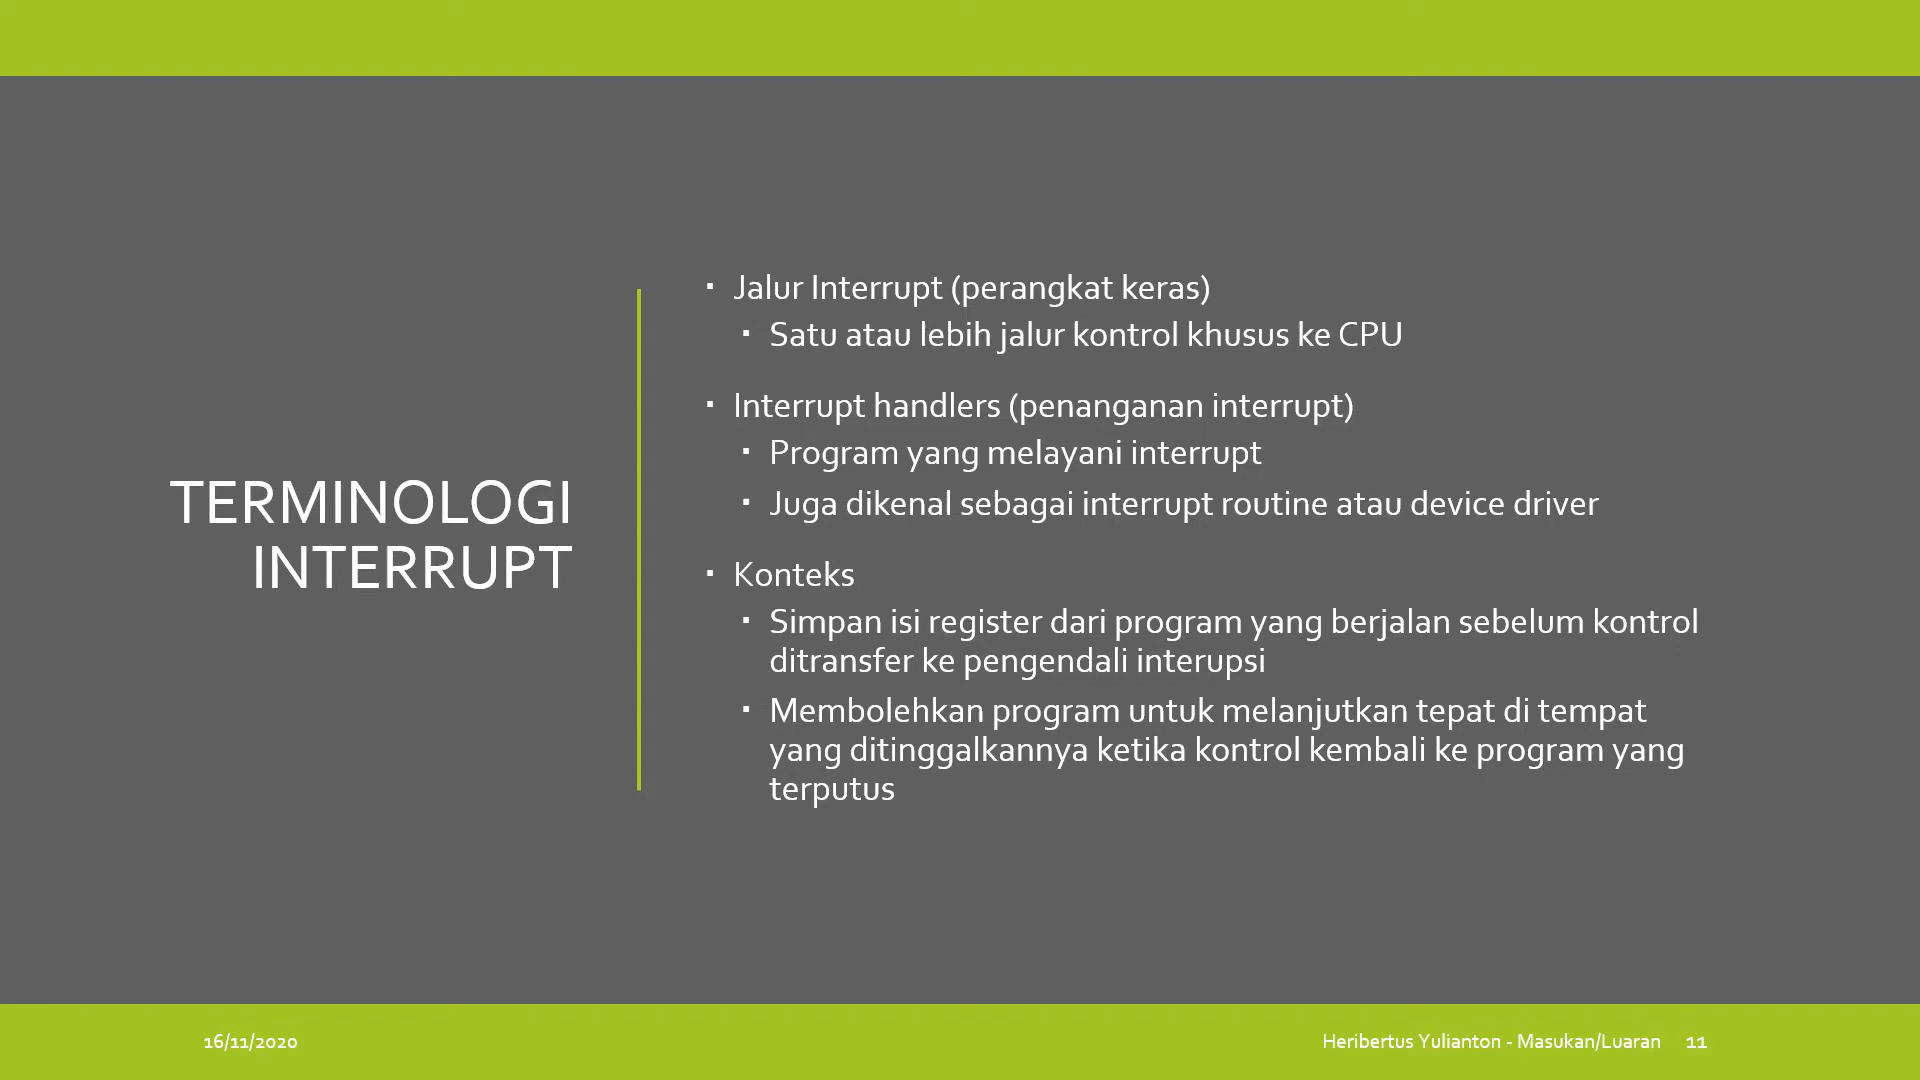 TERMINOLOGI
INTERRUPT
▪ Jalur Interrupt (perangkat keras)
▪ Satu atau lebih jalur kontrol khusus ke CPU
▪ Interrupt handlers (penanganan interrupt)
▪ Program yang melayani interrupt
▪ Juga dikenal sebagai interrupt routine atau device driver
▪ Konteks
▪ Simpan isi register dari program yang berjalan sebelum kontrol
ditransfer ke pengendali interupsi
▪ Membolehkan program untuk melanjutkan tepat di tempat
yang ditinggalkannya ketika kontrol kembali ke program yang
terputus
16/11/2020
Heribertus Yulianton - Masukan/Luaran 11